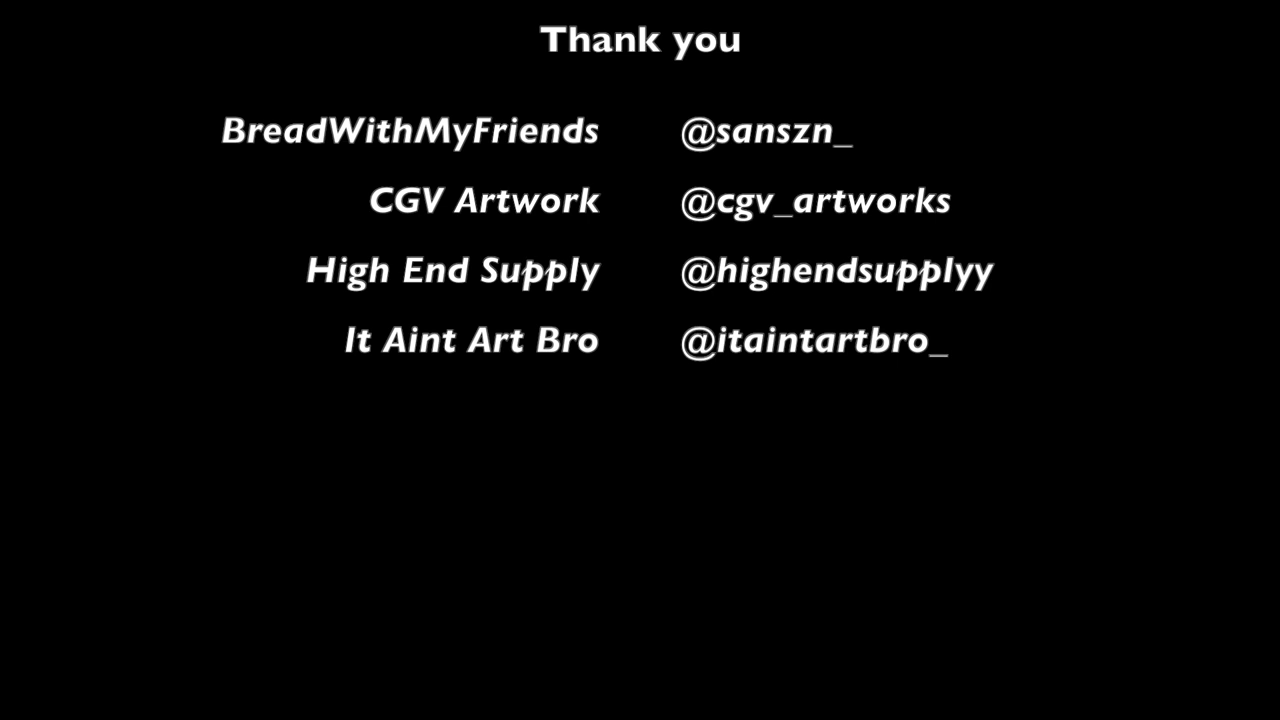 Thank you
BreadWithMyFriends @sanszn_
CGV Artwork @cgv_artworks
High End Supply @highendsupplyy
It Aint Art Bro @itaintartbro_